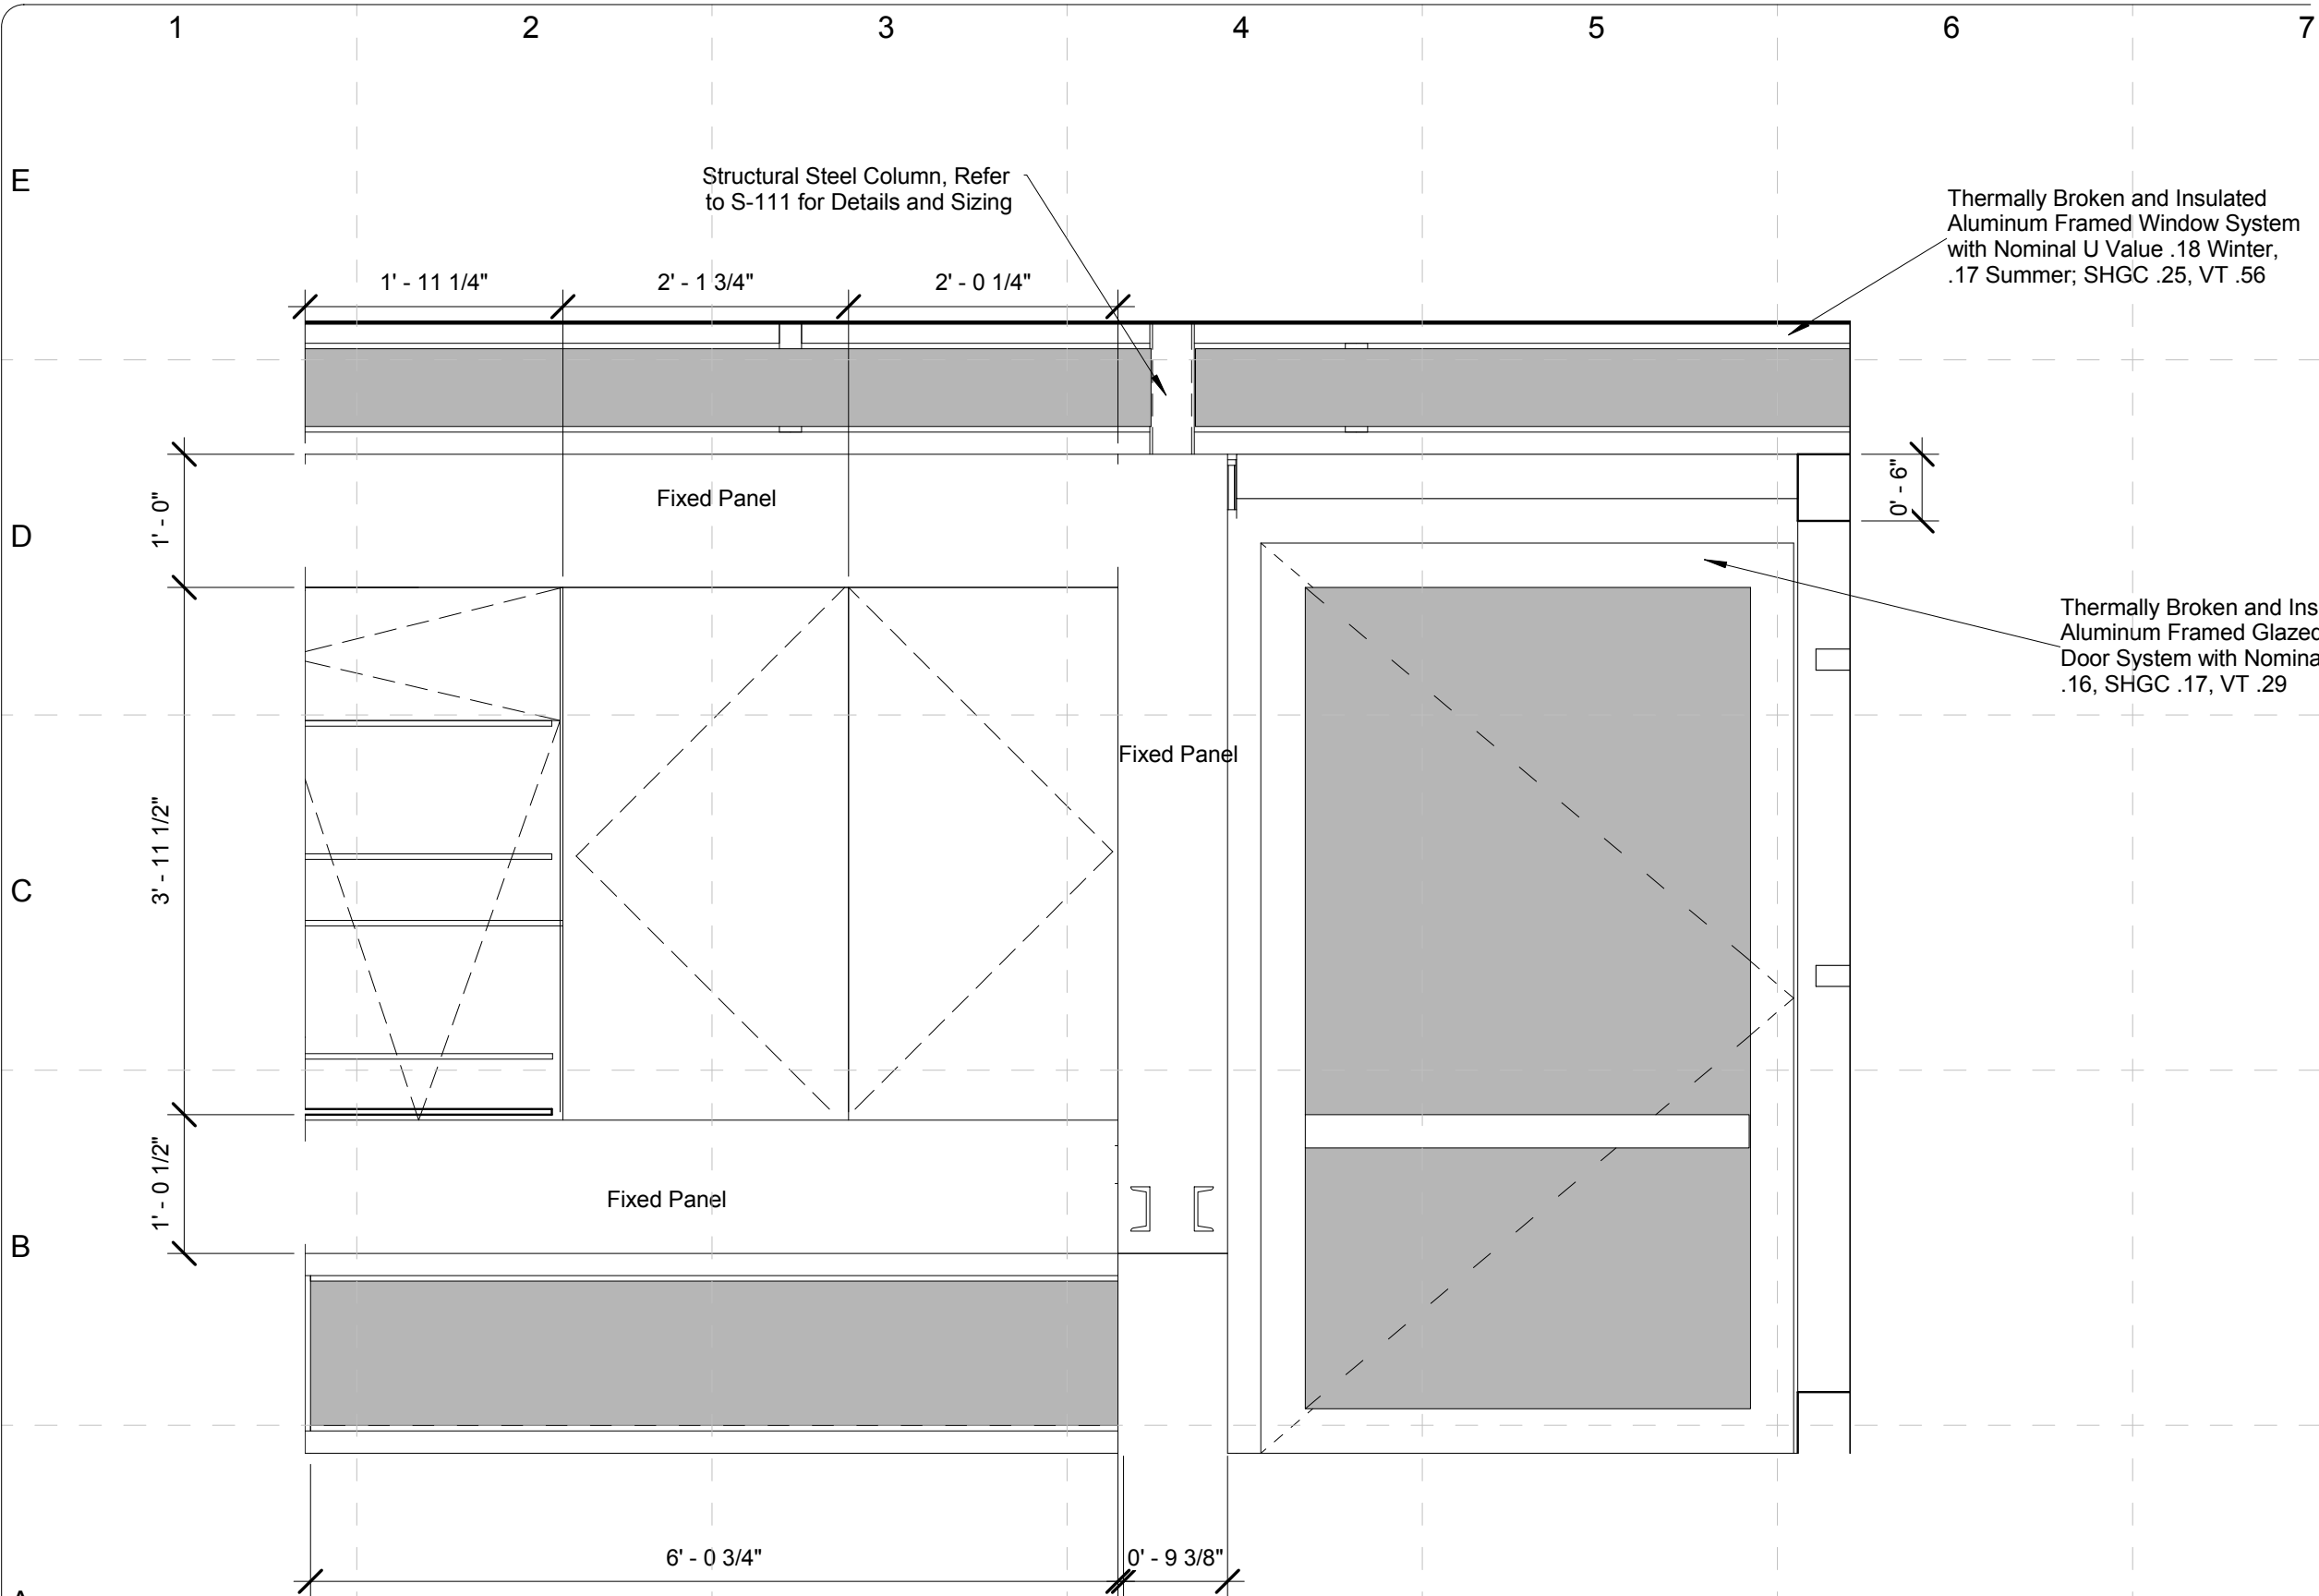 1 2 3 4 5 6 7
E
Structural Steel Column, Refer
to S-111 for Details and Sizing
Thermally Broken and Insulated
Aluminum Framed Window System
with Nominal U Value .18 Winter,
.17 Summer; SHGC .25, VT .56
1' - 11 1/4" 2' - 1 3/4" 2' - 0 1/4"
D
1' - 0"
Fixed Panel
0' - 6"
Thermally Broken and Ins
Aluminum Framed Glazed
Door System with Nomina
.16, SHGC .17, VT .29
Fixed Panel
C
3' - 11 1/2"
B
1' - 0 1/2"
Fixed Panel
6' - 0 3/4" 0' - 9 3/8"